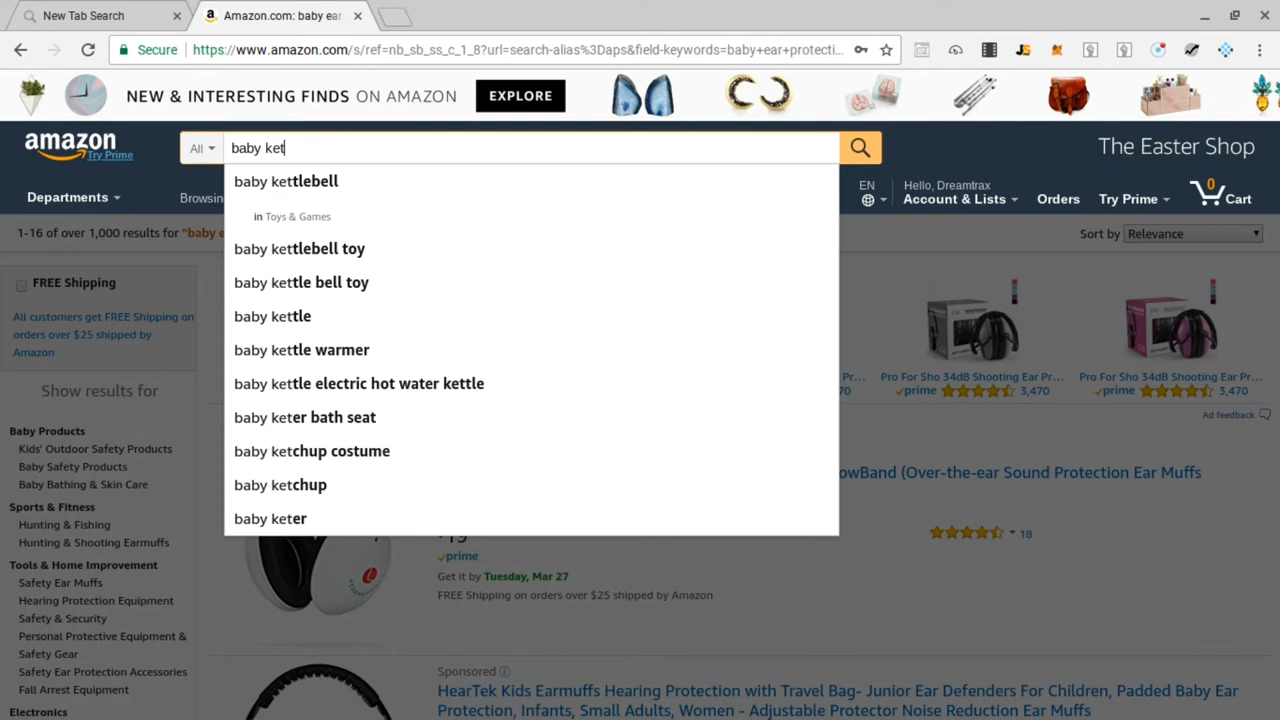 New Tab Search
Amazon.com: baby ear
Secure https://www.amazon.com/s/ref=nb_sb_ss_c_1_8?url=search-alias%3Daps&field-keywords=baby+ear+protecti...
NEW & INTERESTING FINDS ON AMAZON EXPLORE
amazon
Try Prime
All baby ket
The Easter Shop
Departments Browsin
EN
Hello, Dreamtrax
Account & Lists Orders Try Prime 0 Cart
1-16 of over 1,000 results for "baby e
Sort by Relevance
baby kettlebell
in Toys & Games
baby kettlebell toy
baby kettle bell toy
baby kettle
baby kettle warmer
baby kettle electric hot water kettle
baby keter bath seat
baby ketchup costume
baby ketchup
baby keter
FREE Shipping
All customers get FREE Shipping on
orders over $25 shipped by
Amazon
Show results for
Baby Products
Kids' Outdoor Safety Products
Baby Safety Products
Baby Bathing & Skin Care
Sports & Fitness
Hunting & Fishing
Hunting & Shooting Earmuffs
Tools & Home Improvement
Safety Ear Muffs
Hearing Protection Equipment
Safety & Security
Personal Protective Equipment &
Safety Gear
Safety Ear Protection Accessories
Fall Arrest Equipment
Electronics
Pr... Pro For Sho 34dB Shooting Ear Pr... Pro For Sho 34dB Shooting Ear Pr...
70 prime 3,470 prime 3,470
Ad feedback
owBand (Over-the-ear Sound Protection Ear Muffs
18
prime
Get it by Tuesday, Mar 27
FREE Shipping on orders over $25 shipped by Amazon
Sponsored
HearTek Kids Earmuffs Hearing Protection with Travel Bag- Junior Ear Defenders For Children, Padded Baby Ear
Protection, Infants, Small Adults, Women - Adjustable Protector Noise Reduction Ear Muffs